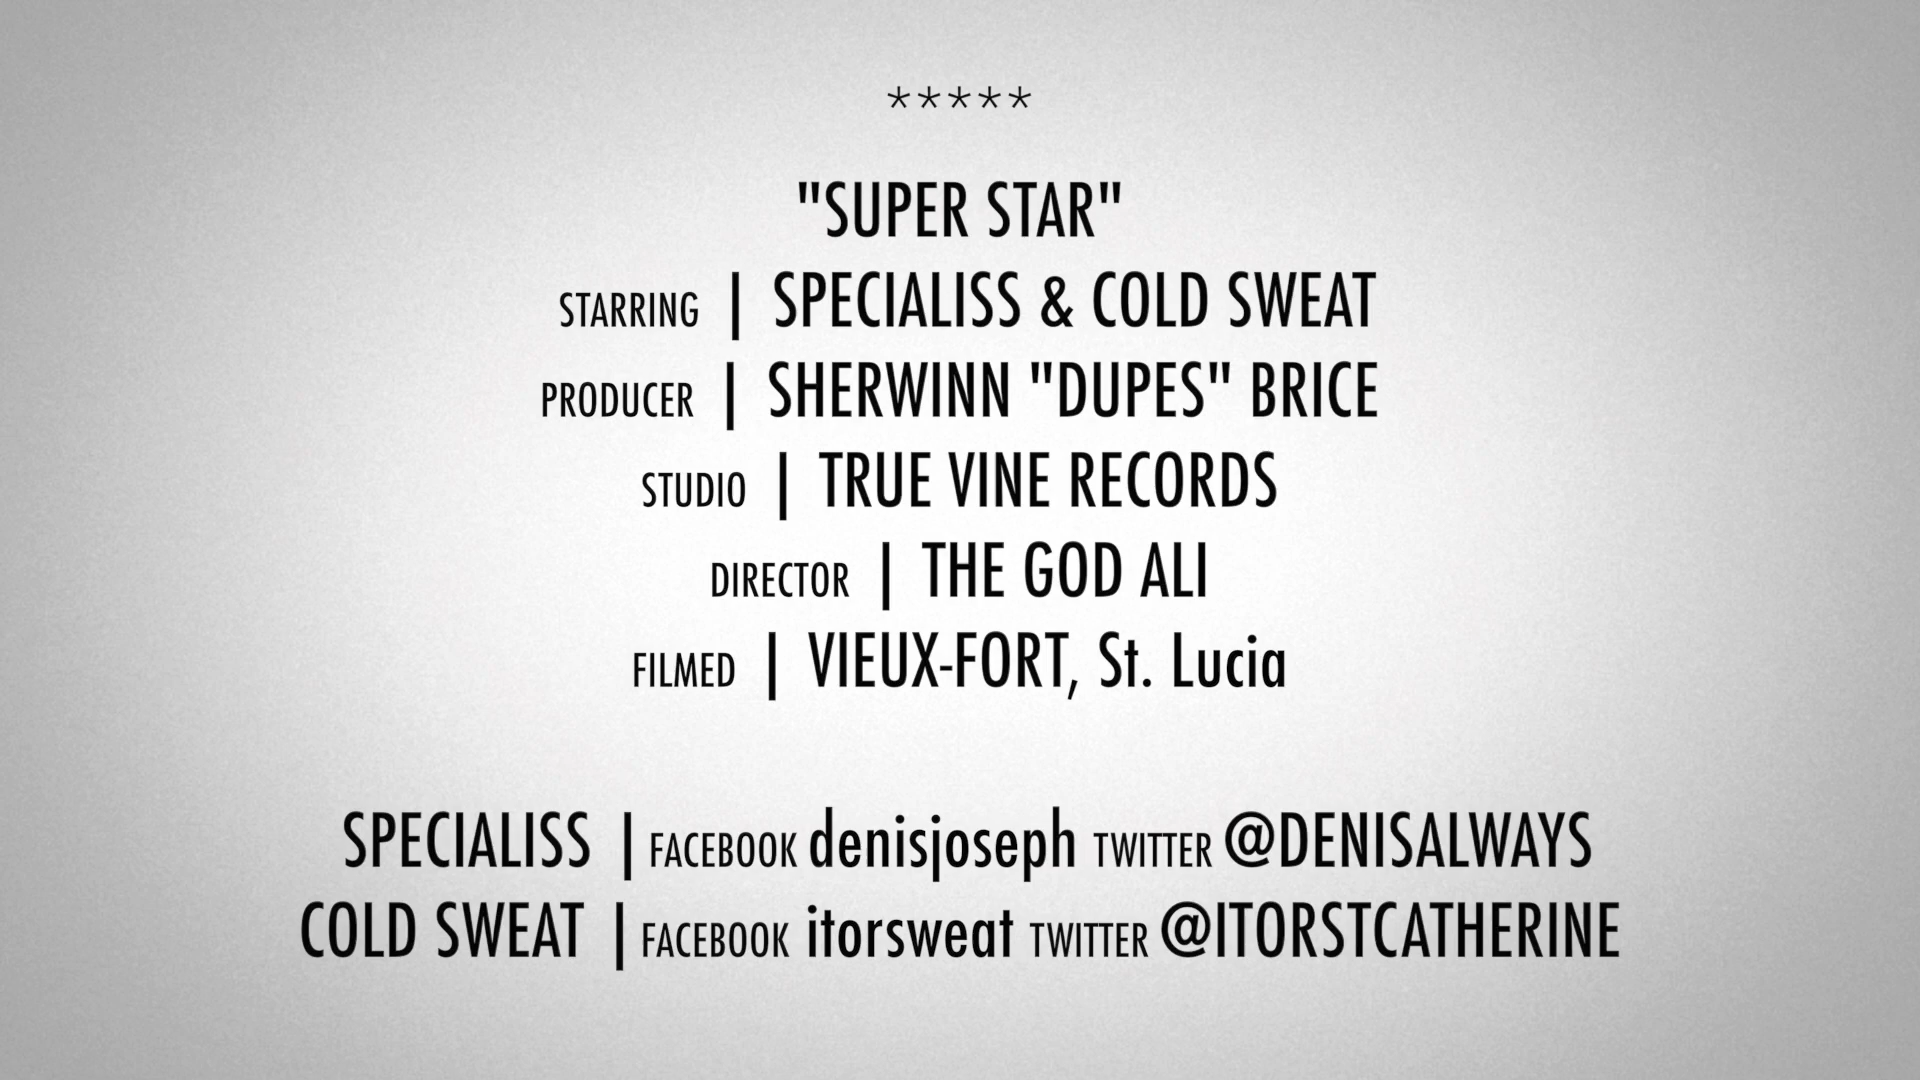 *****
"SUPER STAR"
STARRING | SPECIALISS & COLD SWEAT
PRODUCER | SHERWINN "DUPES" BRICE
STUDIO | TRUE VINE RECORDS
DIRECTOR | THE GOD ALI
FILMED | VIEUX-FORT, St. Lucia
SPECIALISS | FACEBOOK denisjoseph TWITTER @DENISALWAYS
COLD SWEAT | FACEBOOK itorsweat TWITTER @ITORSTCATHERINE